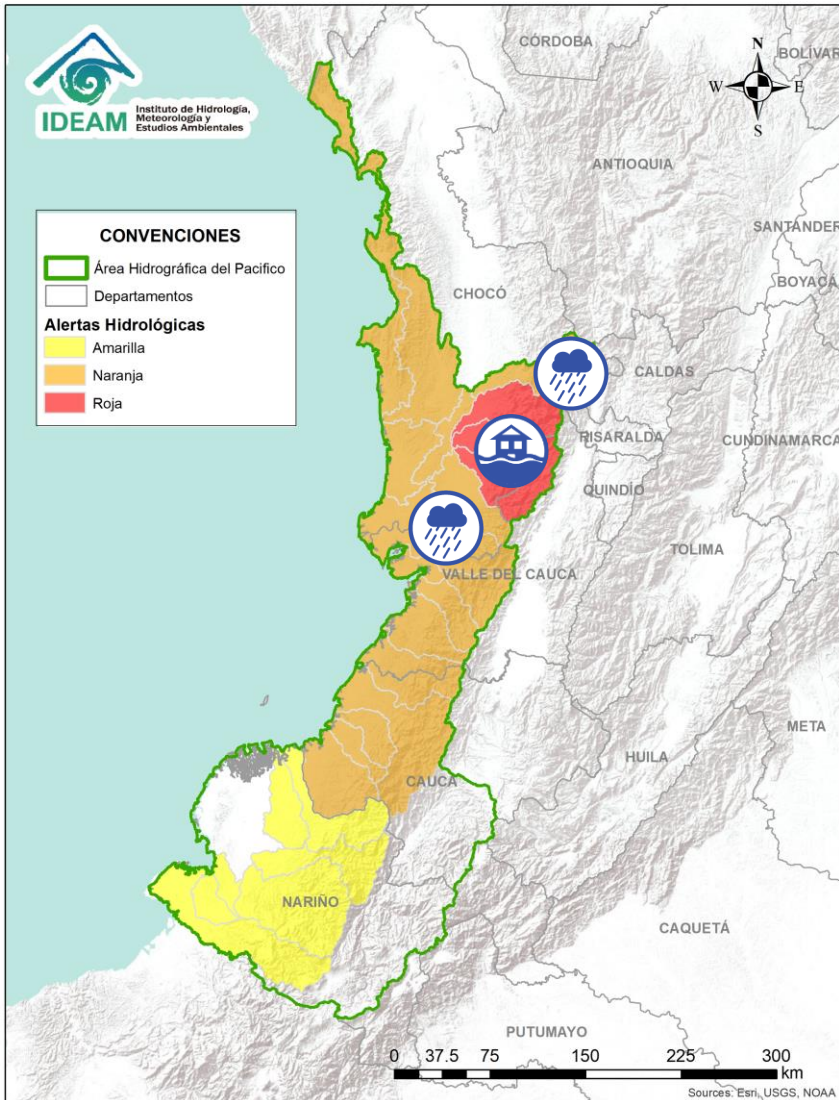 IDEAM
Instituto de Hidrología,
Meteorología y
Estudios Ambientales
N
W
E
S
CÓRDOBA
BOLÍVAR
ANTIOQUIA
SANTANDER
BOYACÁ
CONVENCIONES
Área Hidrográfica del Pacifico
Departamentos
Alertas Hidrológicas
Amarilla
Naranja
Roja
CHOCÓ
CALDAS
RISARALDA
CUNDINAMARCA
QUINDÍO
TOLIMA
VALLE DEL CAUCA
META
HUILA
CAUCA
NARIÑO
CAQUETÁ
PUTUMAYO
0 37.5 75 150 225 300
km
Sources: Esri, USGS, NOAA